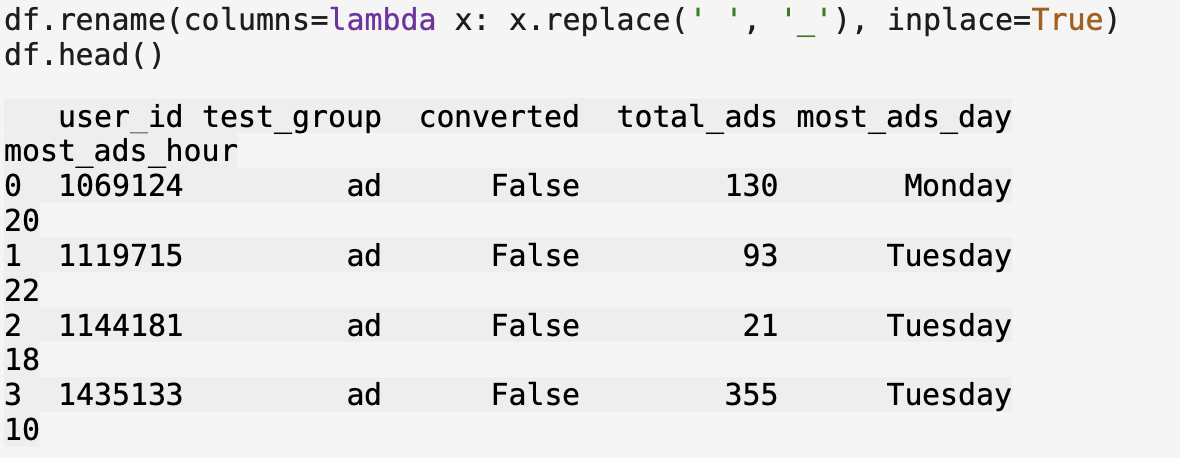 df.rename(columns=lambda x: x.replace(' ', '_'), inplace=True)
df.head()
user_id test_group converted total_ads most_ads_day
most_ads_hour
0 1069124 ad False 130 Monday
20
1 1119715 ad False 93 Tuesday
22
2 1144181 ad False 21 Tuesday
18
3 1435133 ad False 355 Tuesday
10